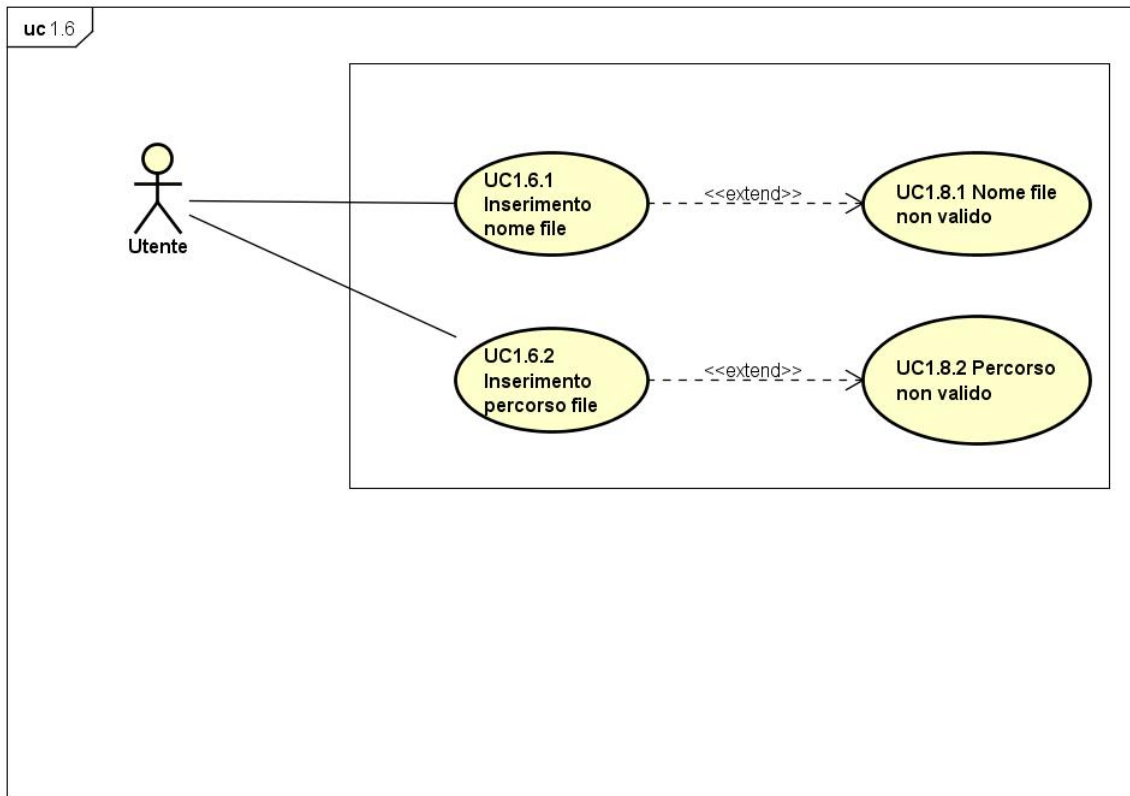 uc 1.6
UC1.6.1
Inserimento
nome file
<<extend>>
UC1.8.1 Nome file
non valido
Utente
UC1.6.2
Inserimento
percorso file
<<extend>>
UC1.8.2 Percorso
non valido